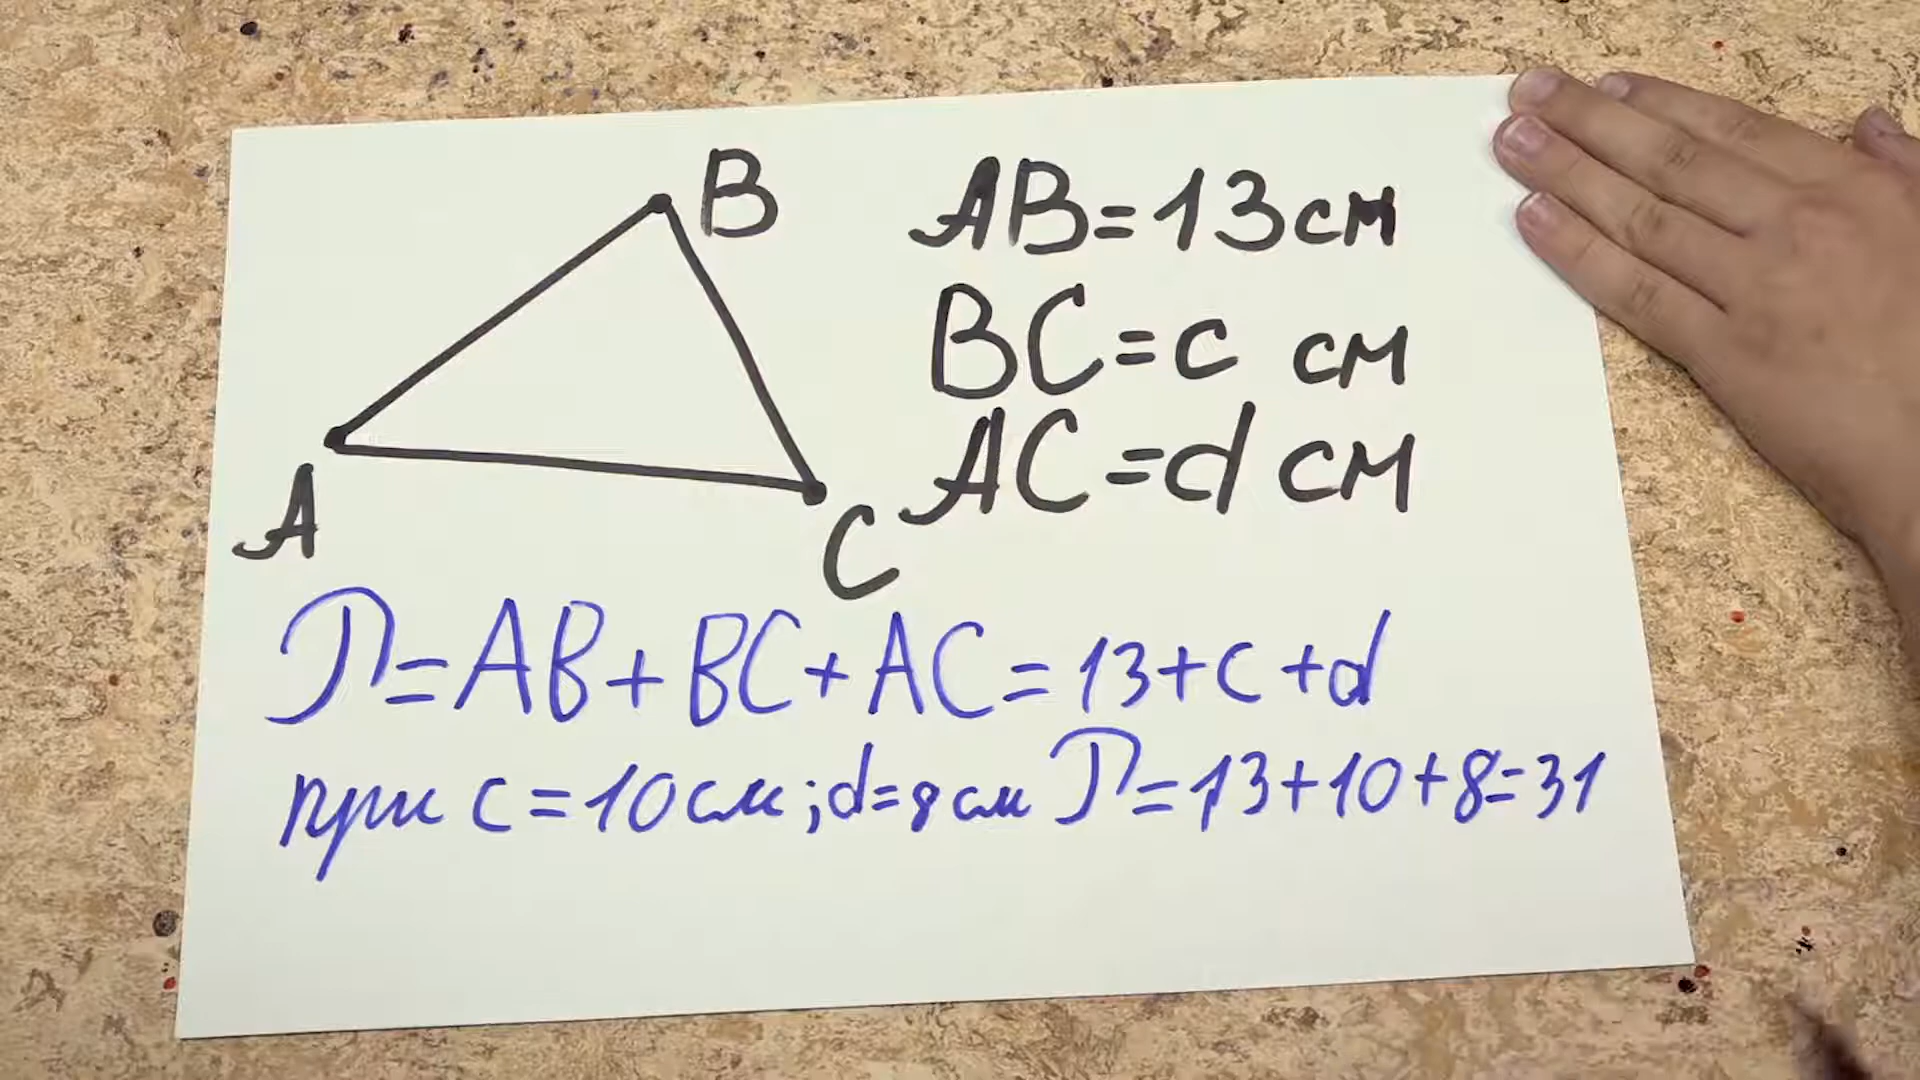 B
A
C
AB=13см
BC=c см
AC=d см
P=AB+BC+AC=13+c+d
при c=10см;d=8см P=13+10+8=31